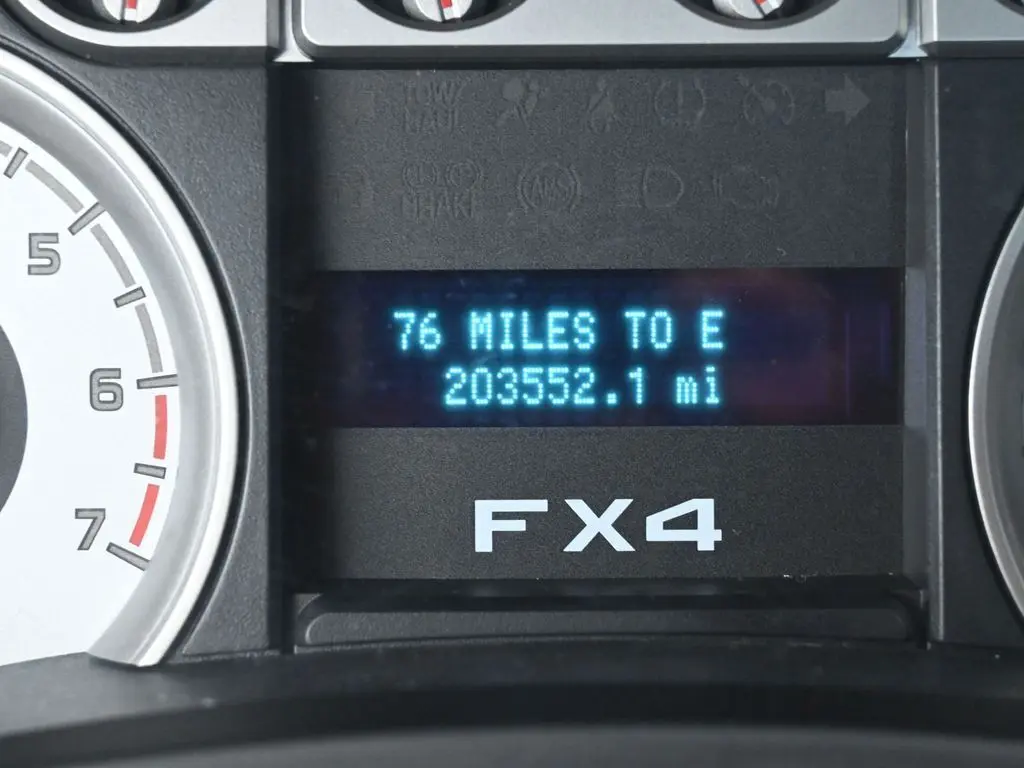 TOW/
HAUL
BRAKE
ABS
5
76 MILES TO E
203552.1 mi
6
FX4
7